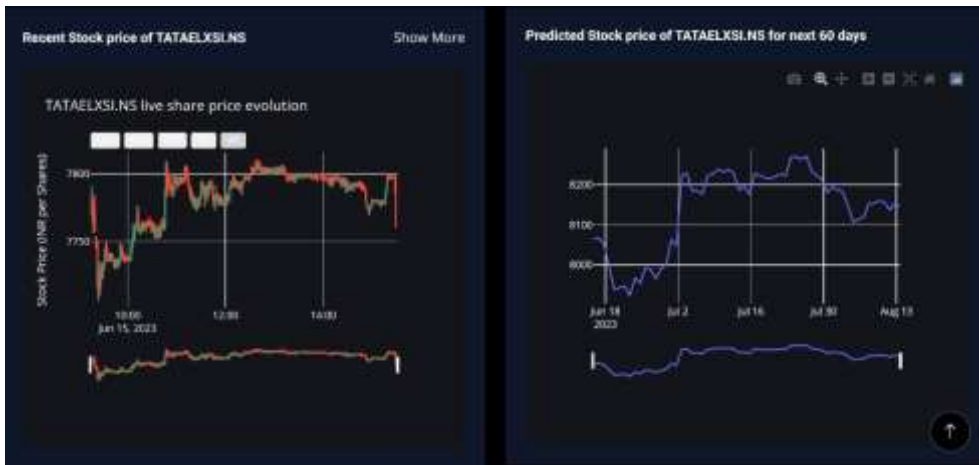 Recent Stock price of TATAELXSI.NS
Show More
TATAELXSI.NS live share price evolution
Stock Price (INR per Shares)
7800
7750
10:00
12:00
14:00
Jun 15, 2023
Predicted Stock price of TATAELXSI.NS for next 60 days
8200
8100
8000
Jun 18
2023
Jul 2
Jul 16
Jul 30
Aug 13